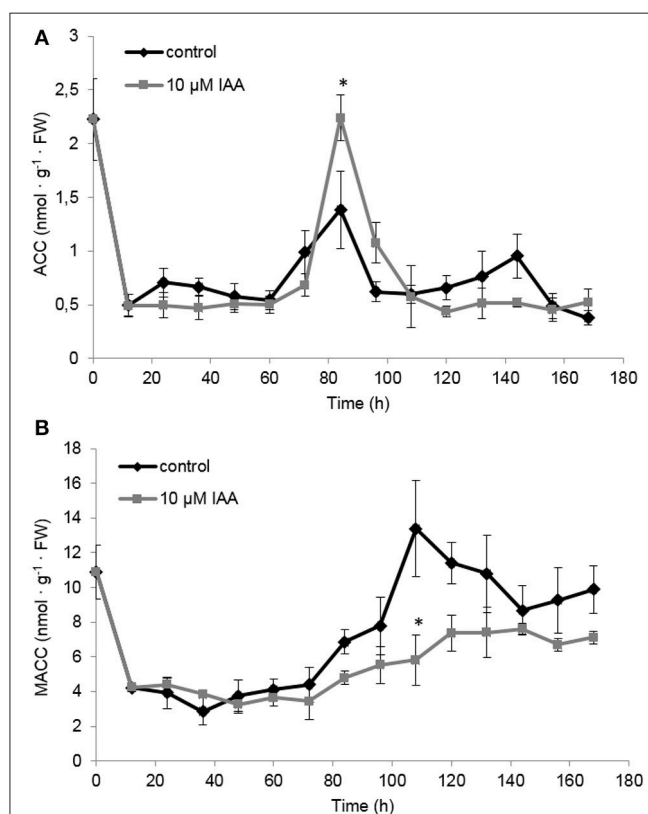 A
3
2,5
2
1,5
1
0,5
0
ACC (nmol · g⁻¹ · FW)
control
10 µM IAA
*
0 20 40 60 80 100 120 140 160 180
Time (h)
B
18
16
14
12
10
8
6
4
2
0
MACC (nmol · g⁻¹ · FW)
control
10 µM IAA
*
0 20 40 60 80 100 120 140 160 180
Time (h)